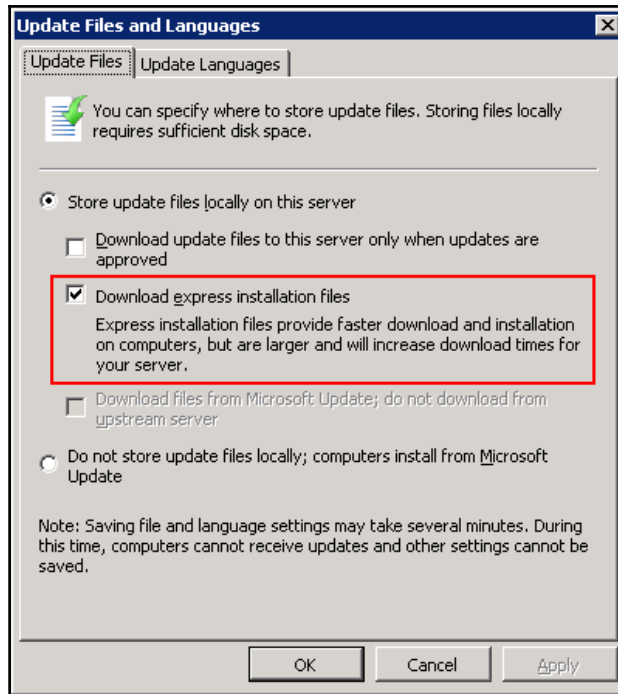 Update Files and Languages
Update Files
Update Languages
You can specify where to store update files. Storing files locally
requires sufficient disk space.
Store update files locally on this server
Download update files to this server only when updates are
approved
Download express installation files
Express installation files provide faster download and installation
on computers, but are larger and will increase download times for
your server.
Download files from Microsoft Update; do not download from
upstream server
Do not store update files locally; computers install from Microsoft
Update
Note: Saving file and language settings may take several minutes. During
this time, computers cannot receive updates and other settings cannot be
saved.
OK
Cancel
Apply